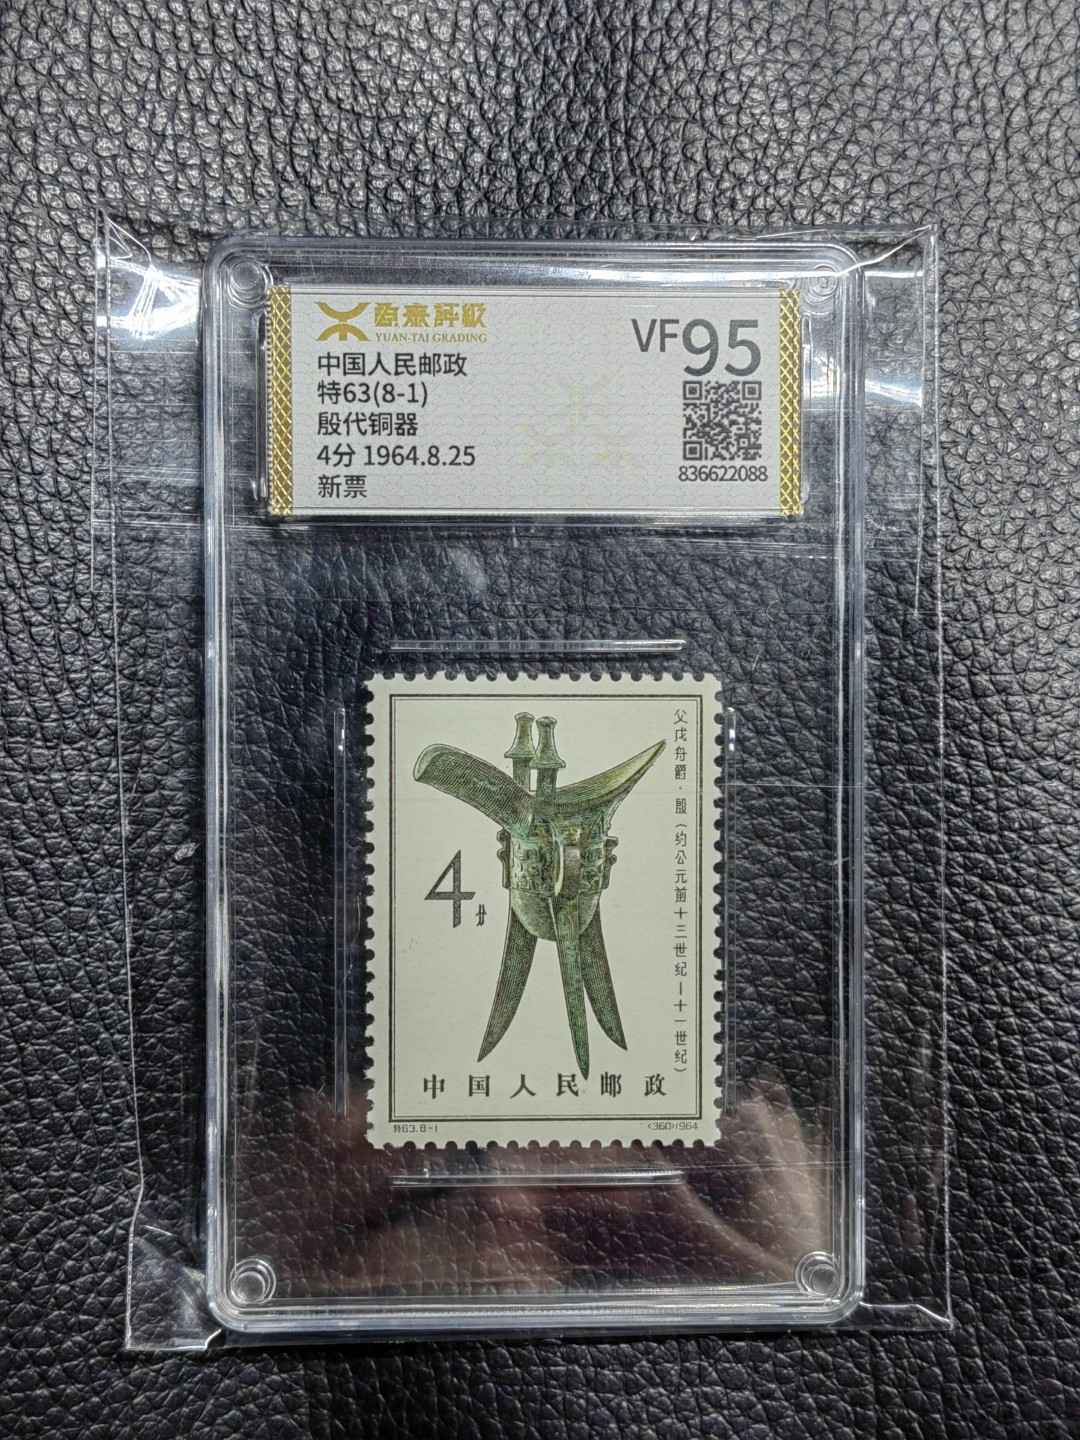 源泰評級
YUAN-TAI GRADING
中国人民邮政
特63(8-1)
殷代铜器
4分 1964.8.25
新票
VF95
836622088
父戊舟爵·殷(约公元前十三世纪—十一世纪)
4分
中国人民邮政
特63.8-1
(360)1964